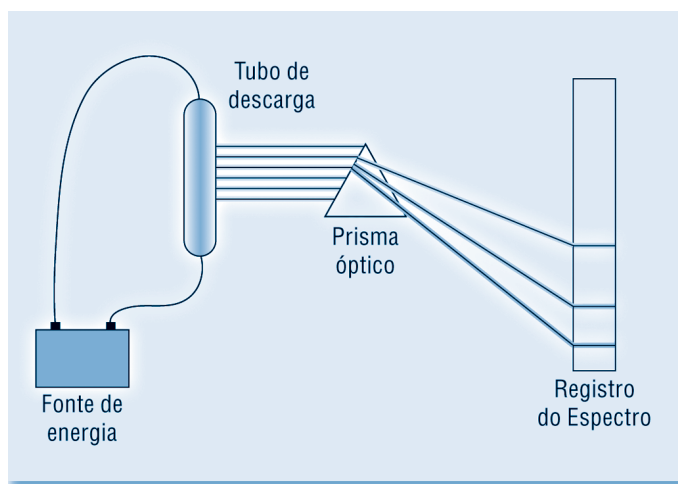 Tubo de
descarga
Prisma
óptico
Fonte de
energia
Registro
do Espectro